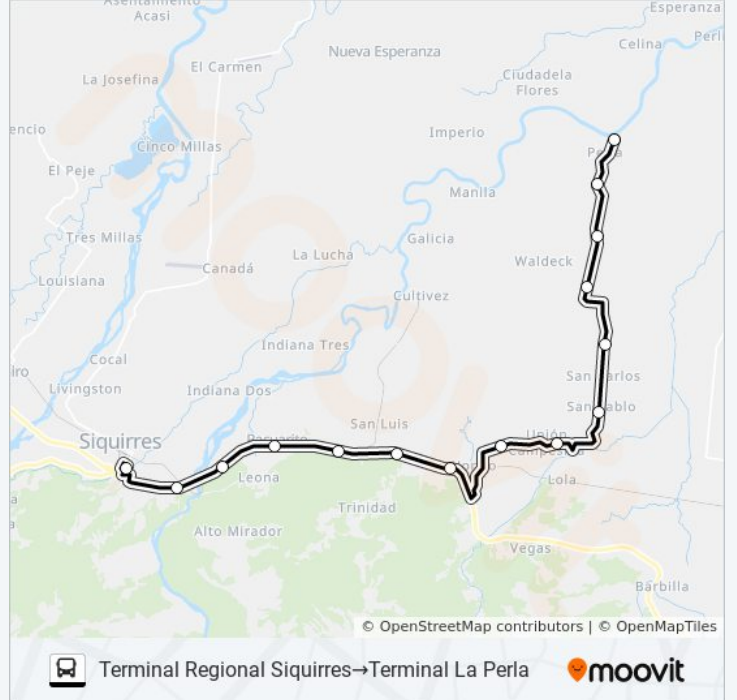 Asentamiento
Acasi
Esperanza
Celina
Nueva Esperanza
El Carmen
La Josefina
Ciudadela
Flores
encio
Imperio
Cinco Millas
El Peje
Manila
Tres Millas
Galicia
La Lucha
Waldeck
Canadá
Louisiana
Cultivez
Indiana Tres
Cocal
San Carlos
Livingston
Indiana Dos
San Pablo
San Luis
Unión
Siquirres
Leona
Lola
Trinidad
Alto Mirador
Vegas
Barbilla
© OpenStreetMap contributors | © OpenMapTiles
Terminal Regional Siquirres→Terminal La Perla
moovit